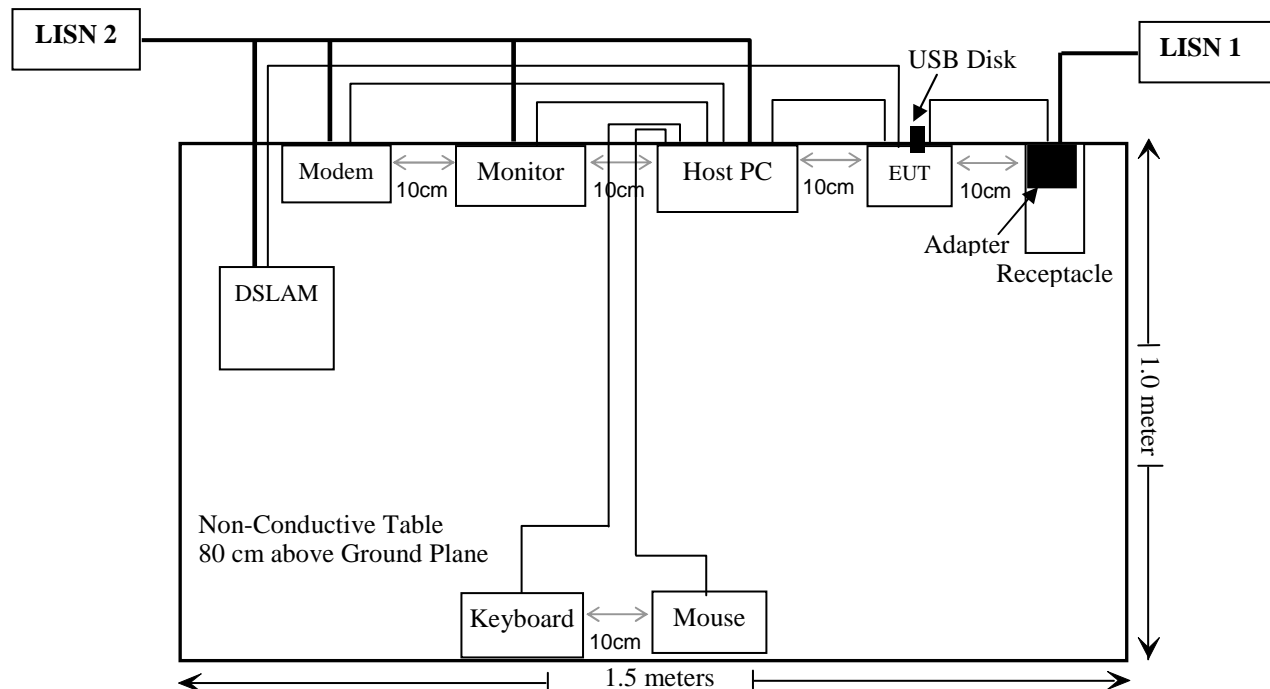 LISN 2
USB Disk
LISN 1
Modem
10cm
Monitor
10cm
Host PC
10cm
EUT
10cm
Adapter
Receptacle
DSLAM
1.0 meter
Non-Conductive Table
80 cm above Ground Plane
Keyboard
10cm
Mouse
1.5 meters